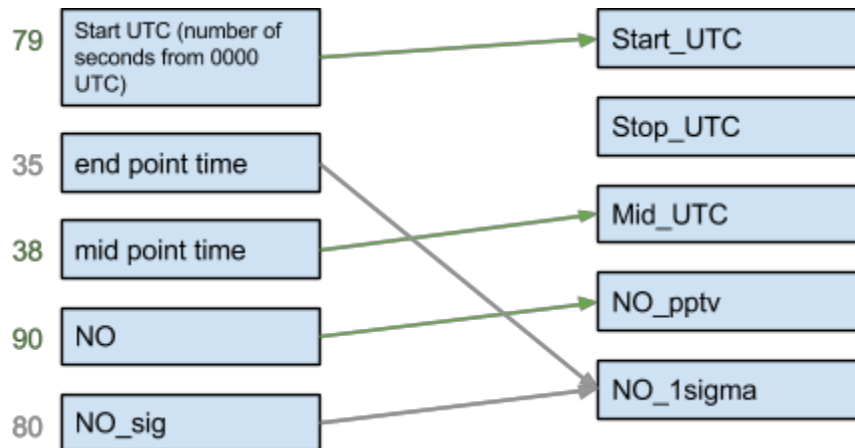 79
Start UTC (number of
seconds from 0000
UTC)
Start_UTC
Stop_UTC
35
end point time
Mid_UTC
38
mid point time
NO_pptv
90
NO
NO_1sigma
80
NO_sig